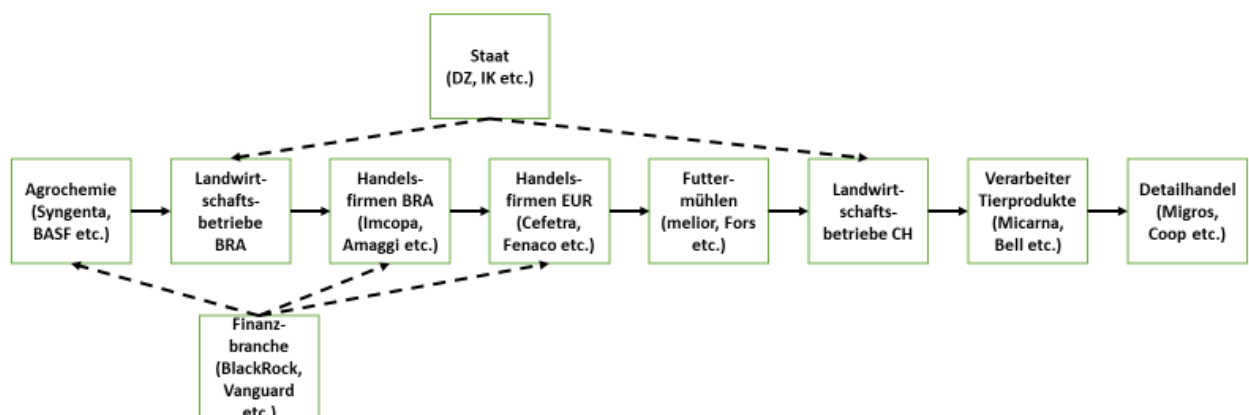 Staat
(DZ, IK etc.)
Agrochemie
(Syngenta,
BASF etc.)
Landwirt-
schafts-
betriebe
BRA
Handels-
firmen BRA
(Imcopa,
Amaggi etc.)
Handels-
firmen EUR
(Cefetra,
Fenaco etc.)
Futter-
mühlen
(melior, Fors
etc.)
Landwirt-
schafts-
betriebe CH
Verarbeiter
Tierprodukte
(Micarna,
Bell etc.)
Detailhandel
(Migros,
Coop etc.)
Finanz-
branche
(BlackRock,
Vanguard
etc.)